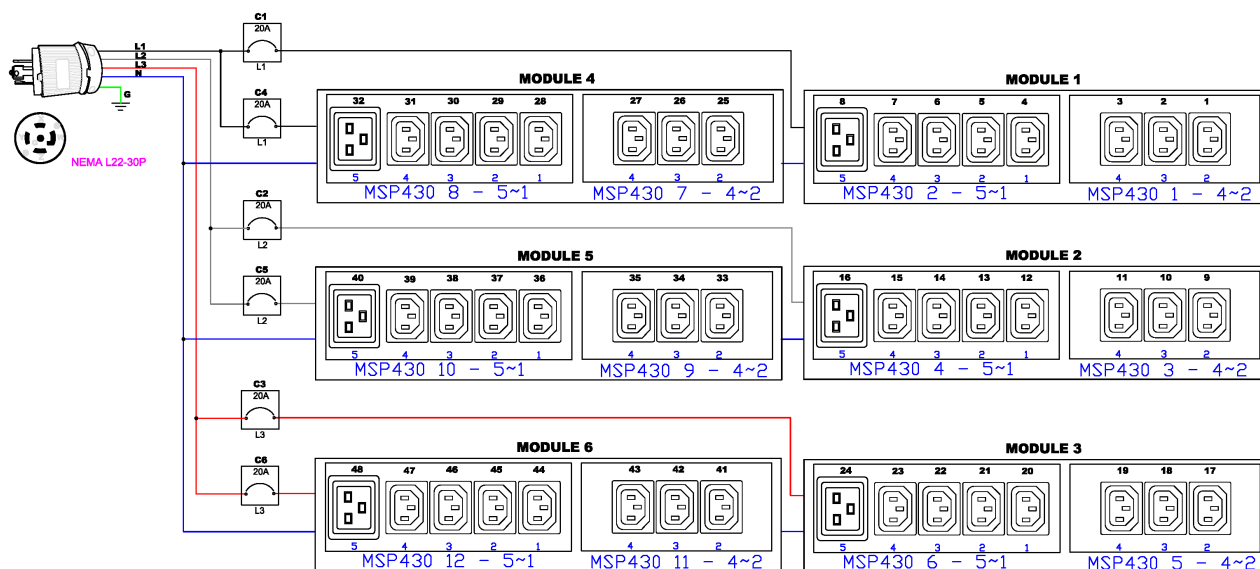 C1
20A
L1
L1
L2
L3
N
G
NEMA L22-30P
C4
20A
L1
MODULE 4
32 31 30 29 28 27 26 25
5 4 3 2 1 4 3 2
MSP430 8 - 5~1 MSP430 7 - 4~2
MODULE 1
8 7 6 5 4 3 2 1
5 4 3 2 1 4 3 2
MSP430 2 - 5~1 MSP430 1 - 4~2
C2
20A
L2
C5
20A
L2
MODULE 5
40 39 38 37 36 35 34 33
5 4 3 2 1 4 3 2
MSP430 10 - 5~1 MSP430 9 - 4~2
MODULE 2
16 15 14 13 12 11 10 9
5 4 3 2 1 4 3 2
MSP430 4 - 5~1 MSP430 3 - 4~2
C3
20A
L3
C6
20A
L3
MODULE 6
48 47 46 45 44 43 42 41
5 4 3 2 1 4 3 2
MSP430 12 - 5~1 MSP430 11 - 4~2
MODULE 3
24 23 22 21 20 19 18 17
5 4 3 2 1 4 3 2
MSP430 6 - 5~1 MSP430 5 - 4~2